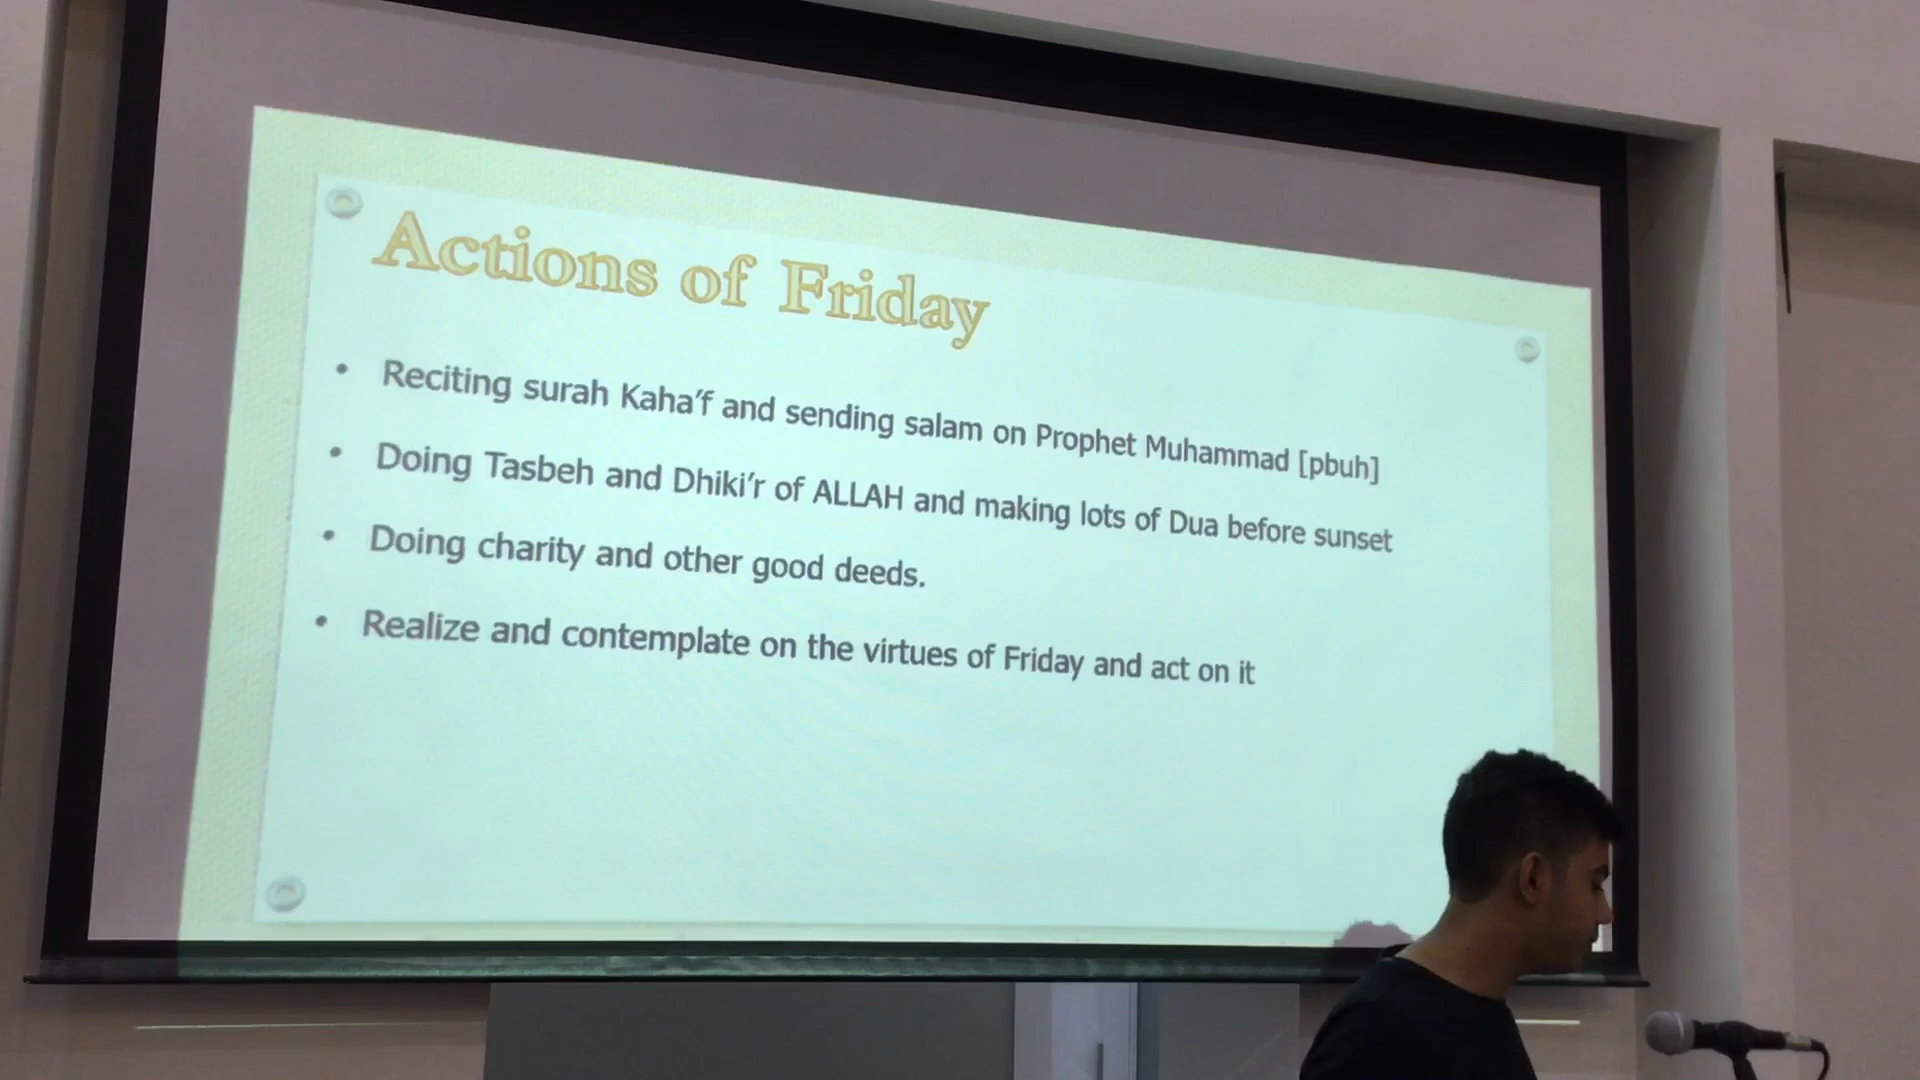 Actions of Friday
• Reciting surah Kaha’f and sending salam on Prophet Muhammad [pbuh]
• Doing Tasbeh and Dhiki’r of ALLAH and making lots of Dua before sunset
• Doing charity and other good deeds.
• Realize and contemplate on the virtues of Friday and act on it